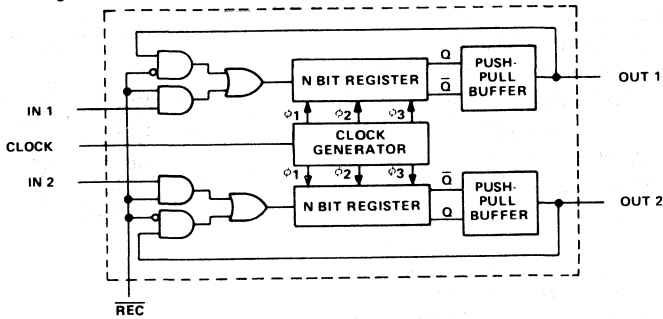 Q
PUSH-
PULL
BUFFER
N BIT REGISTER
Q̅
OUT 1
IN 1
ϕ1 ϕ2 ϕ3
CLOCK
CLOCK
GENERATOR
IN 2
ϕ1 ϕ2 ϕ3
Q̅
PUSH-
PULL
BUFFER
N BIT REGISTER
Q
OUT 2
R̅E̅C̅